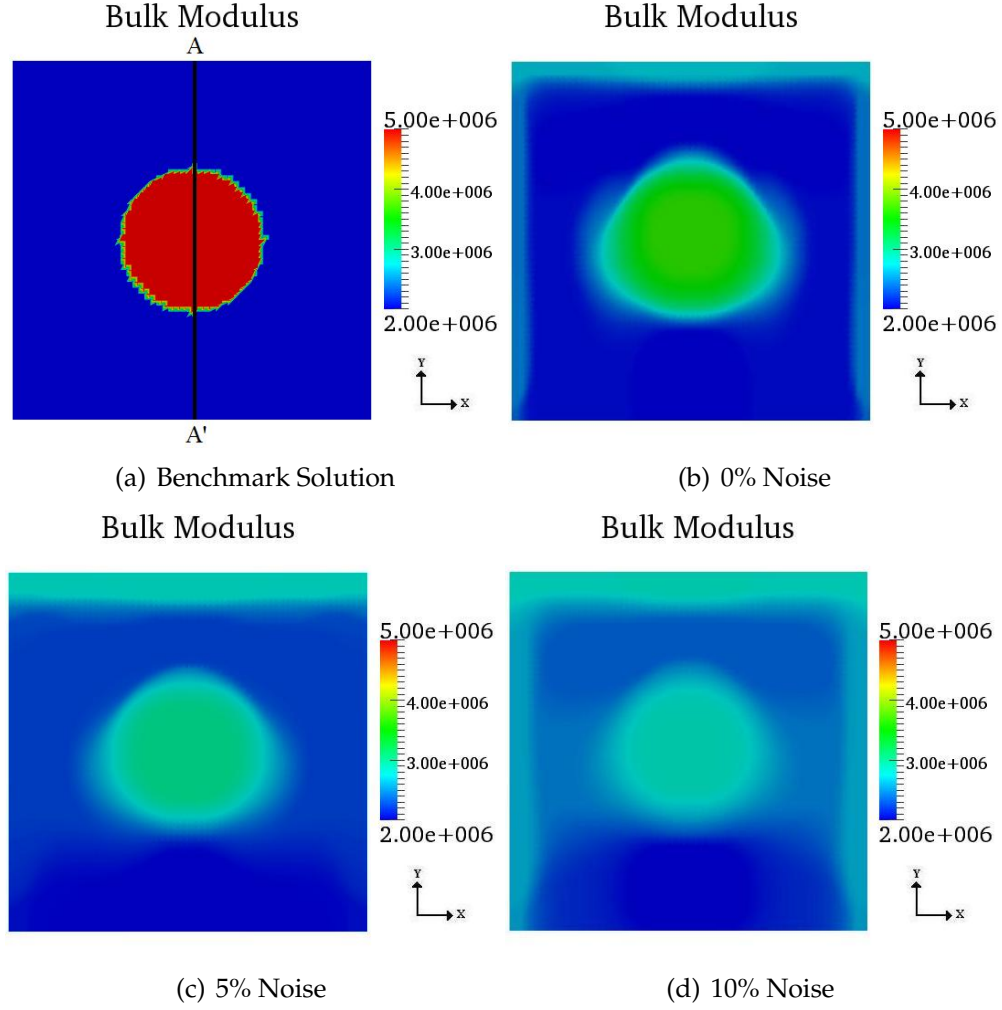 Bulk Modulus
A
5.00e+006
4.00e+006
3.00e+006
2.00e+006
Y
X
A'
(a) Benchmark Solution
Bulk Modulus
5.00e+006
4.00e+006
3.00e+006
2.00e+006
Y
X
(b) 0% Noise
Bulk Modulus
5.00e+006
4.00e+006
3.00e+006
2.00e+006
Y
X
(c) 5% Noise
Bulk Modulus
5.00e+006
4.00e+006
3.00e+006
2.00e+006
Y
X
(d) 10% Noise